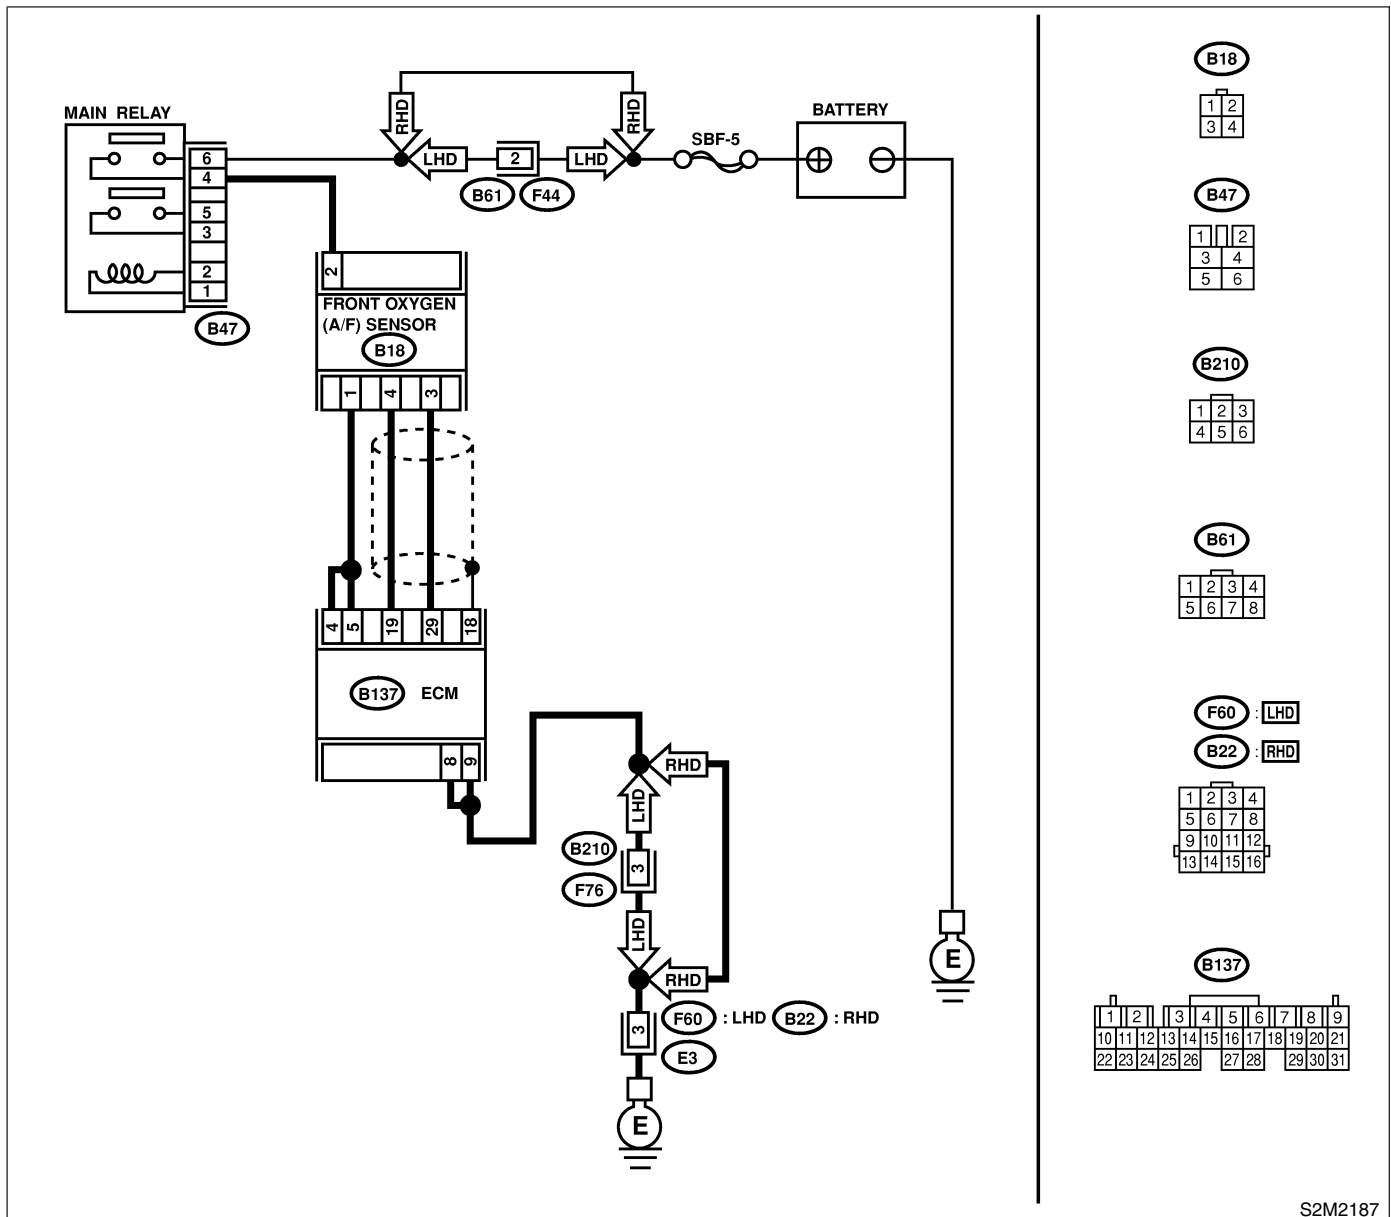 MAIN RELAY
6
4
5
3
2
1
B47
RHD
LHD
2
LHD
RHD
B61
F44
SBF-5
BATTERY
2
FRONT OXYGEN
(A/F) SENSOR
B18
1
4
3
4
5
19
29
18
B137
ECM
8
9
RHD
LHD
B210
3
F76
LHD
RHD
F60 : LHD B22 : RHD
3
E3
E
E
B18
1 2
3 4
B47
1 2
3 4
5 6
B210
1 2 3
4 5 6
B61
1 2 3 4
5 6 7 8
F60 : LHD
B22 : RHD
1 2 3 4
5 6 7 8
9 10 11 12
13 14 15 16
B137
1 2 3 4 5 6 7 8 9
10 11 12 13 14 15 16 17 18 19 20 21
22 23 24 25 26 27 28 29 30 31
S2M2187